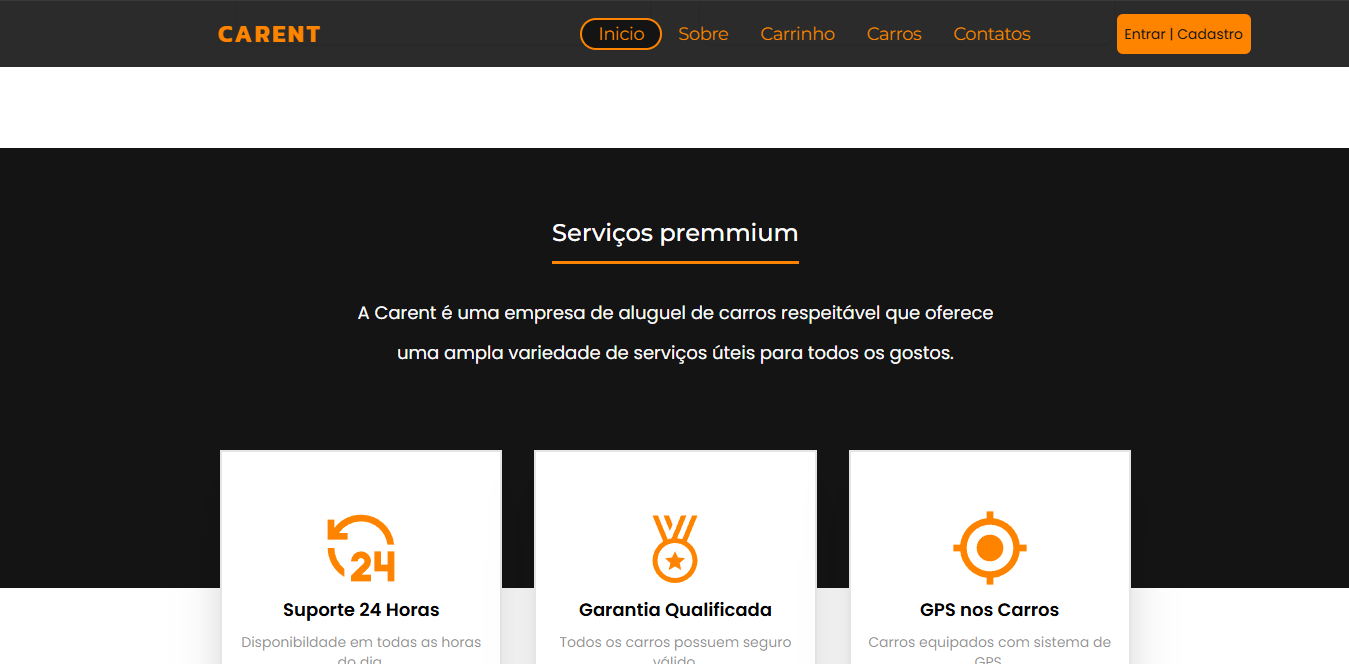 CARENT
Inicio Sobre Carrinho Carros Contatos
Entrar | Cadastro
Serviços premmium
A Carent é uma empresa de aluguel de carros respeitável que oferece
uma ampla variedade de serviços úteis para todos os gostos.
24
Suporte 24 Horas
Disponibildade em todas as horas
do dia
Garantia Qualificada
Todos os carros possuem seguro
válido
GPS nos Carros
Carros equipados com sistema de
GPS